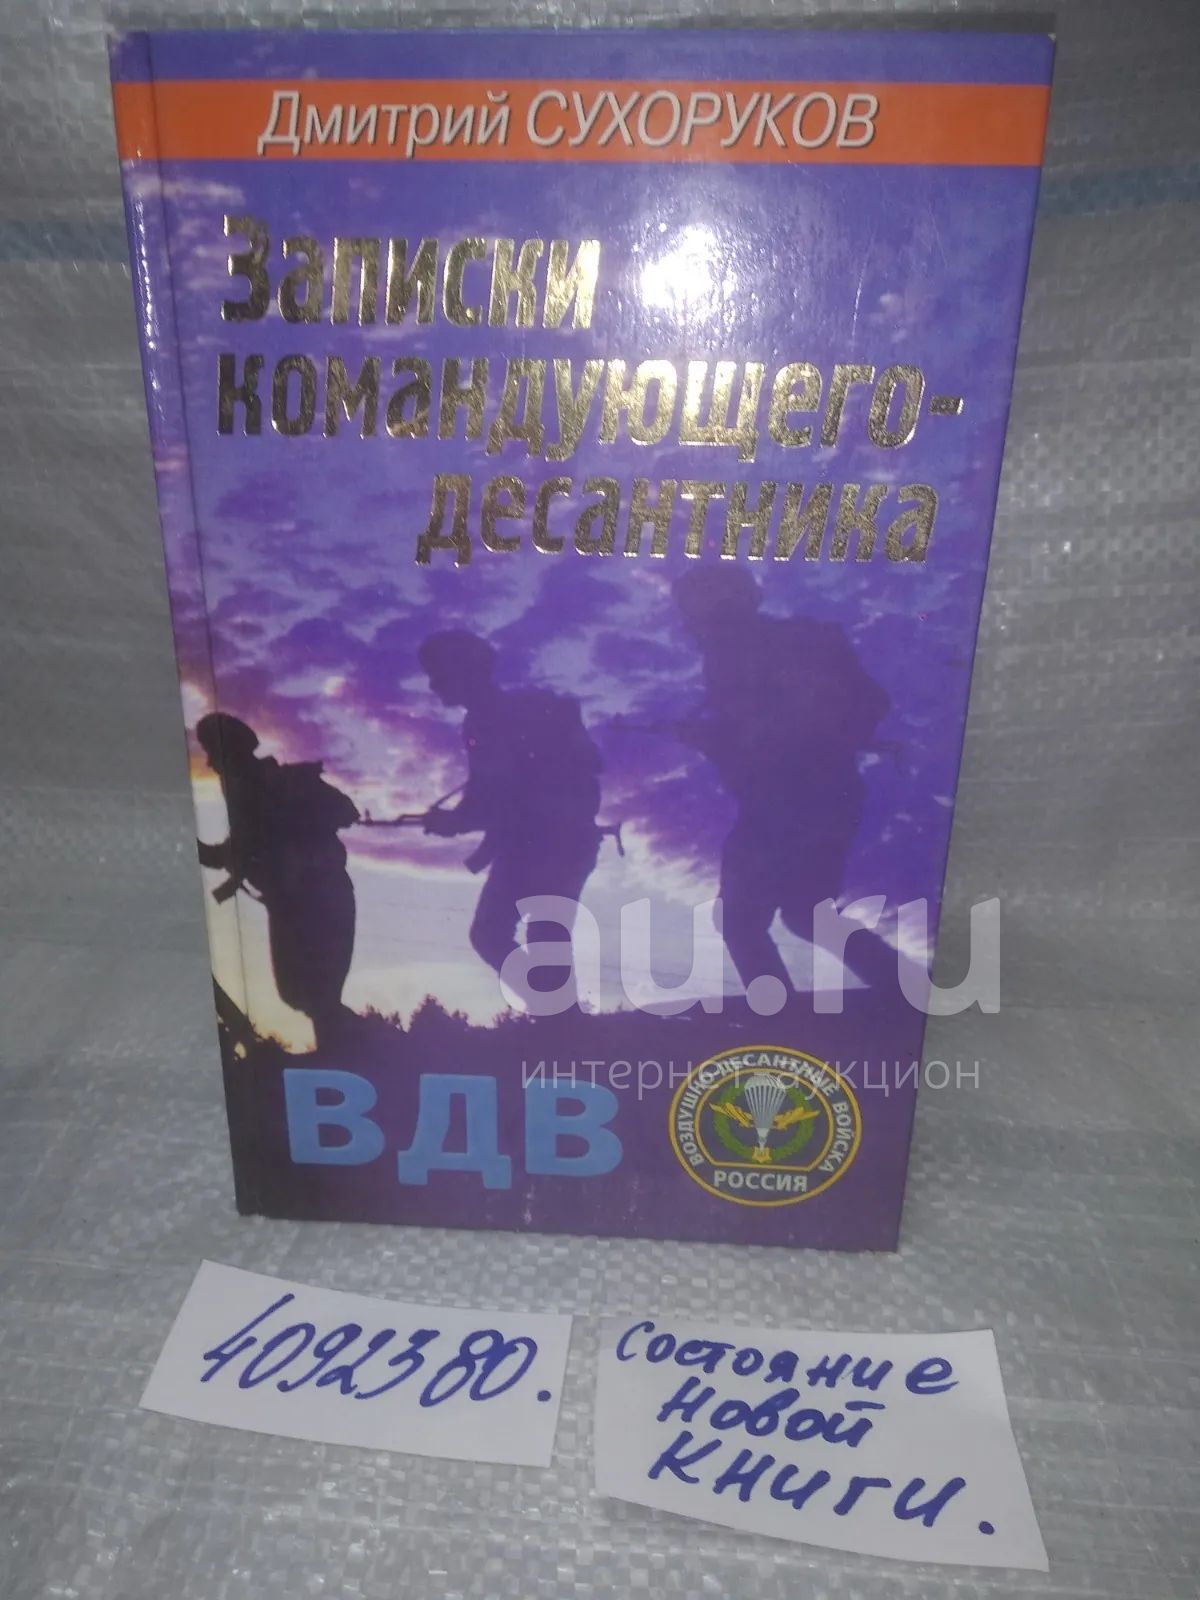 Дмитрий СУХОРУКОВ
Записки
командующего-
десантника
au.ru
интернет-аукцион
ВДВ
ВОЗДУШНО-ДЕСАНТНЫЕ ВОЙСКА
РОССИЯ
4092380.
Состояние
Новой
Книги.